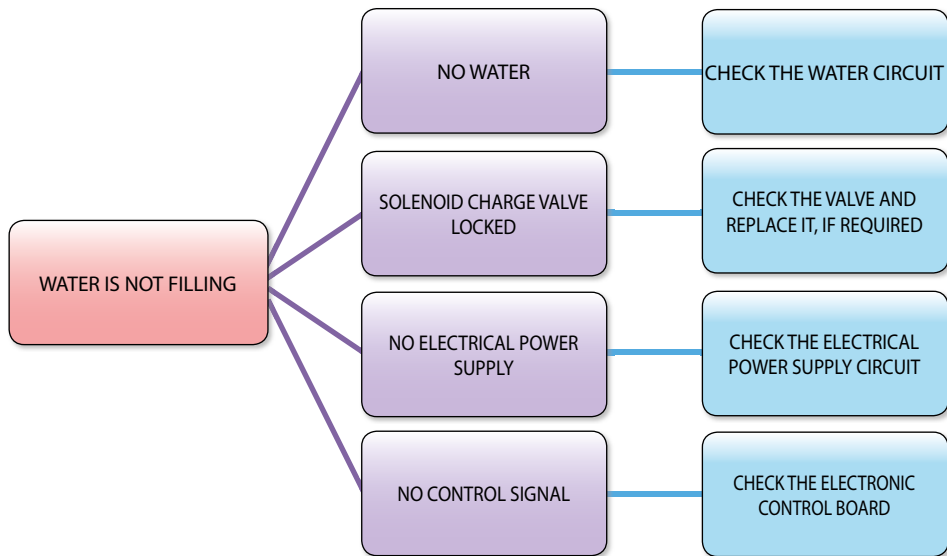 WATER IS NOT FILLING
NO WATER
CHECK THE WATER CIRCUIT
SOLENOID CHARGE VALVE
LOCKED
CHECK THE VALVE AND
REPLACE IT, IF REQUIRED
NO ELECTRICAL POWER
SUPPLY
CHECK THE ELECTRICAL
POWER SUPPLY CIRCUIT
NO CONTROL SIGNAL
CHECK THE ELECTRONIC
CONTROL BOARD